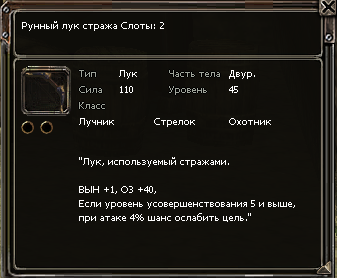 Рунный лук стража Слоты: 2
Тип Лук Часть тела Двур.
Сила 110 Уровень 45
Класс
Лучник Стрелок Охотник
"Лук, используемый стражами.
ВЫН +1, ОЗ +40,
Если уровень усовершенствования 5 и выше,
при атаке 4% шанс ослабить цель."